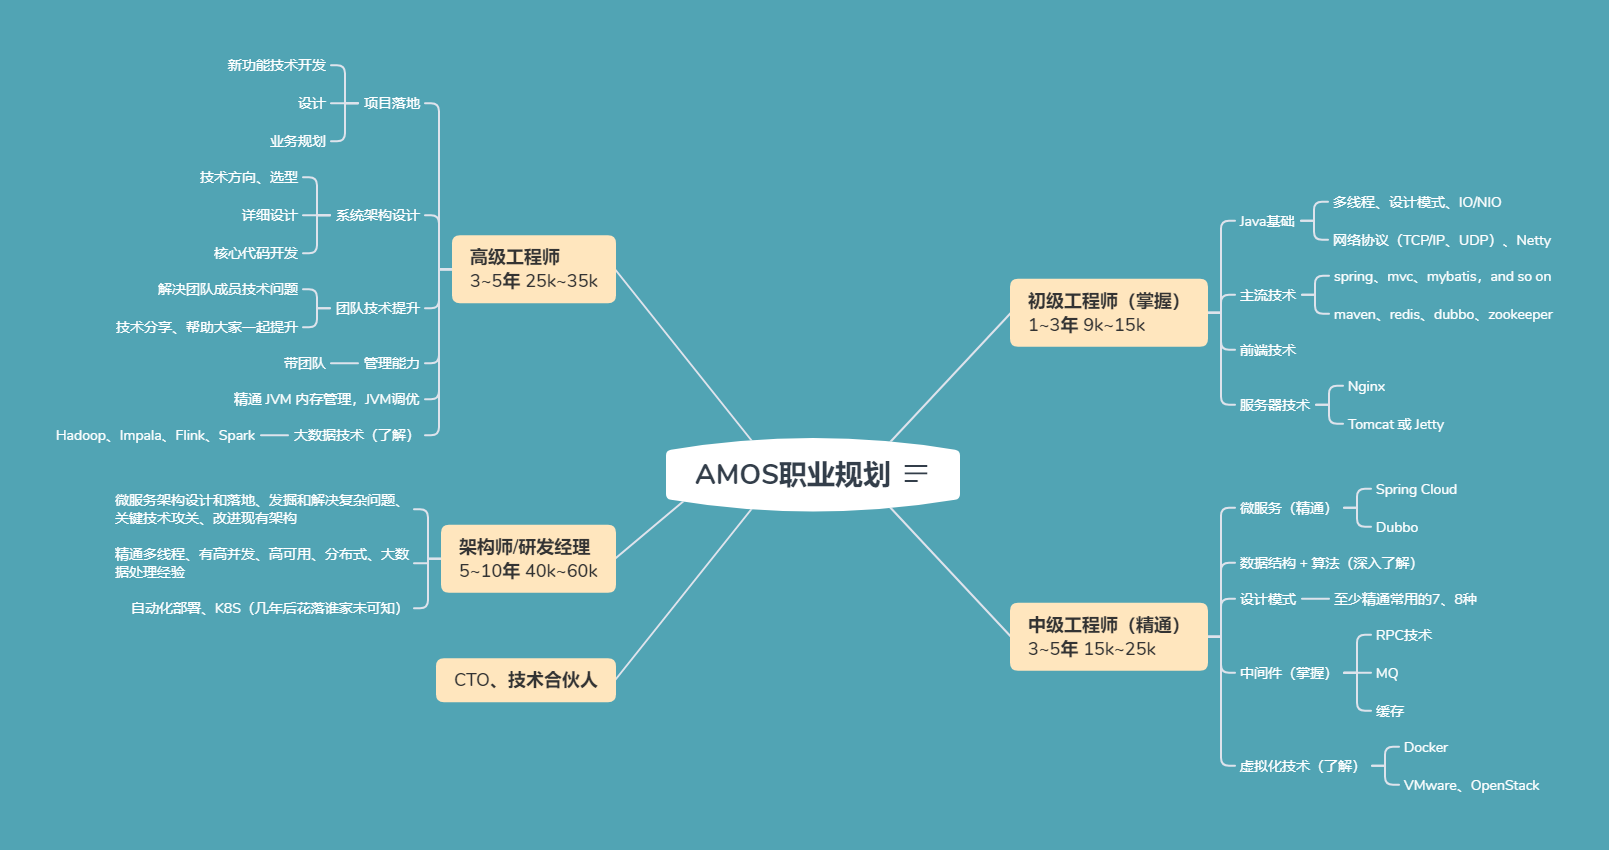 AMOS职业规划
初级工程师（掌握）
1~3年 9k~15k
Java基础
多线程、设计模式、IO/NIO
网络协议（TCP/IP、UDP）、Netty
主流技术
spring、mvc、mybatis，and so on
maven、redis、dubbo、zookeeper
前端技术
服务器技术
Nginx
Tomcat 或 Jetty
中级工程师（精通）
3~5年 15k~25k
微服务（精通）
Spring Cloud
Dubbo
数据结构 + 算法（深入了解）
设计模式
至少精通常用的7、8种
中间件（掌握）
RPC技术
MQ
缓存
虚拟化技术（了解）
Docker
VMware、OpenStack
高级工程师
3~5年 25k~35k
项目落地
新功能技术开发
设计
业务规划
系统架构设计
技术方向、选型
详细设计
核心代码开发
团队技术提升
解决团队成员技术问题
技术分享、帮助大家一起提升
管理能力
带团队
精通 JVM 内存管理，JVM调优
大数据技术（了解）
Hadoop、Impala、Flink、Spark
架构师/研发经理
5~10年 40k~60k
微服务架构设计和落地、发掘和解决复杂问题、
关键技术攻关、改进现有架构
精通多线程、有高并发、高可用、分布式、大数
据处理经验
自动化部署、K8S（几年后花落谁家未可知）
CTO、技术合伙人